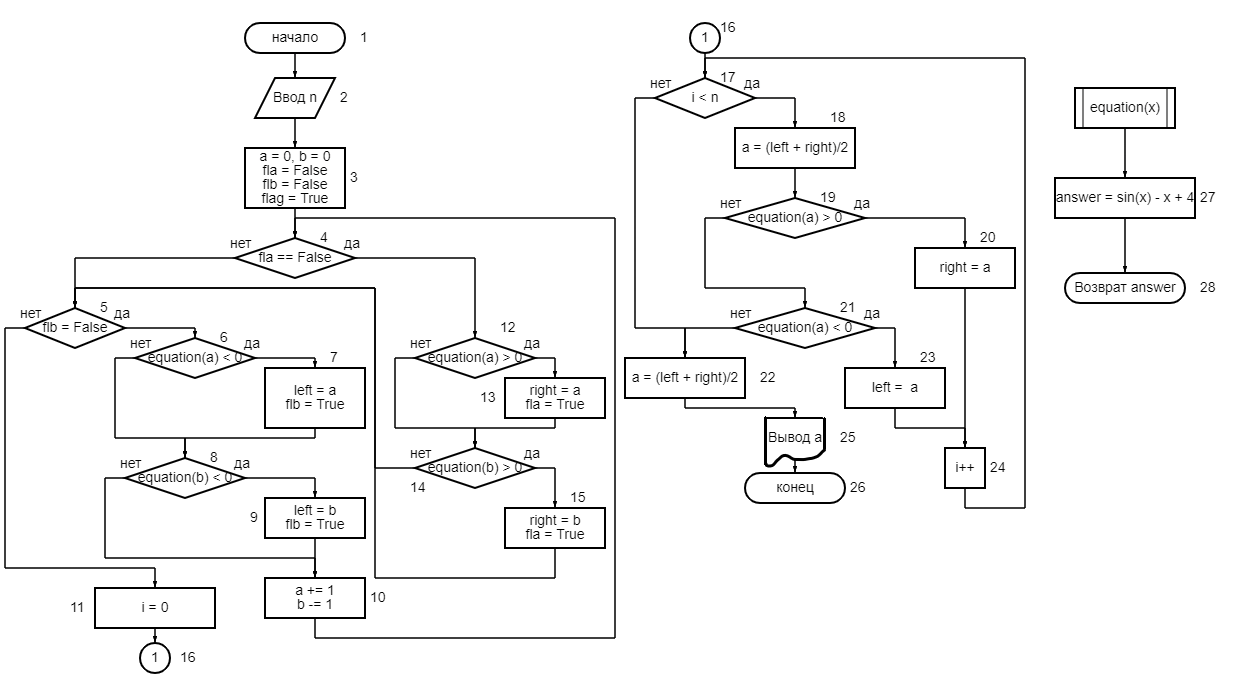 начало
1
Ввод n
2
a = 0, b = 0
fla = False
flb = False
flag = True
3
4
нет
да
fla == False
5
нет
да
flb = False
6
нет
да
equation(a) < 0
7
left = a
flb = True
8
нет
да
equation(b) < 0
9
left = b
flb = True
a += 1
b -= 1
10
11
i = 0
1
16
12
нет
да
equation(a) > 0
13
right = a
fla = True
нет
да
equation(b) > 0
14
15
right = b
fla = True
1
16
17
нет
да
i < n
18
a = (left + right)/2
19
нет
да
equation(a) > 0
20
right = a
21
нет
да
equation(a) < 0
a = (left + right)/2
22
23
left =  a
i++
24
Вывод a
25
конец
26
equation(x)
answer = sin(x) - x + 4
27
Возврат answer
28